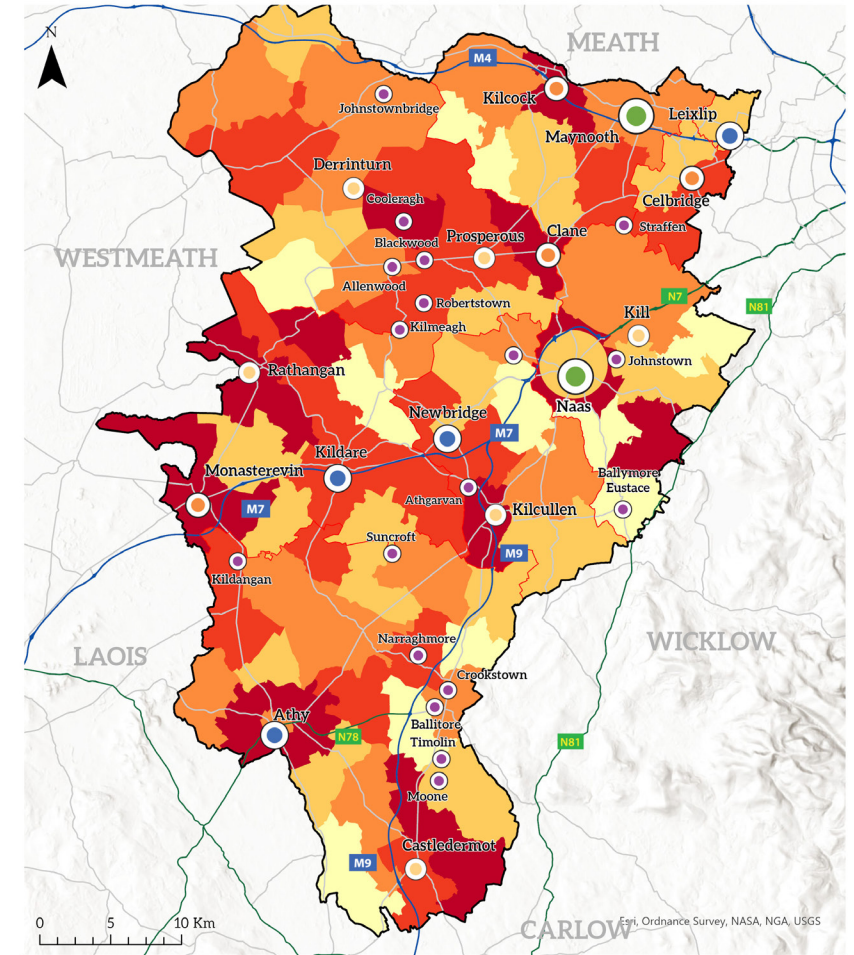 N
MEATH
M4
Kilcock
Johnstownbridge
Leixlip
Maynooth
Derrinturn
Celbridge
Cooleragh
Straffen
Blackwood
Prosperous
Clane
WESTMEATH
Allenwood
N7
Robertstown
N81
Kill
Kilmeagh
Johnstown
Rathangan
Naas
Newbridge
M7
Kildare
Monasterevin
Ballymore
Eustace
Athgarvan
M7
Kilcullen
Suncroft
M9
Kildangan
Narraghmore
WICKLOW
LAOIS
Crookstown
Athy
Ballitore
N78
Timolin
N81
Moone
Castledermot
M9
0 5 10 Km
CARLOW
Esri, Ordnance Survey, NASA, NGA, USGS